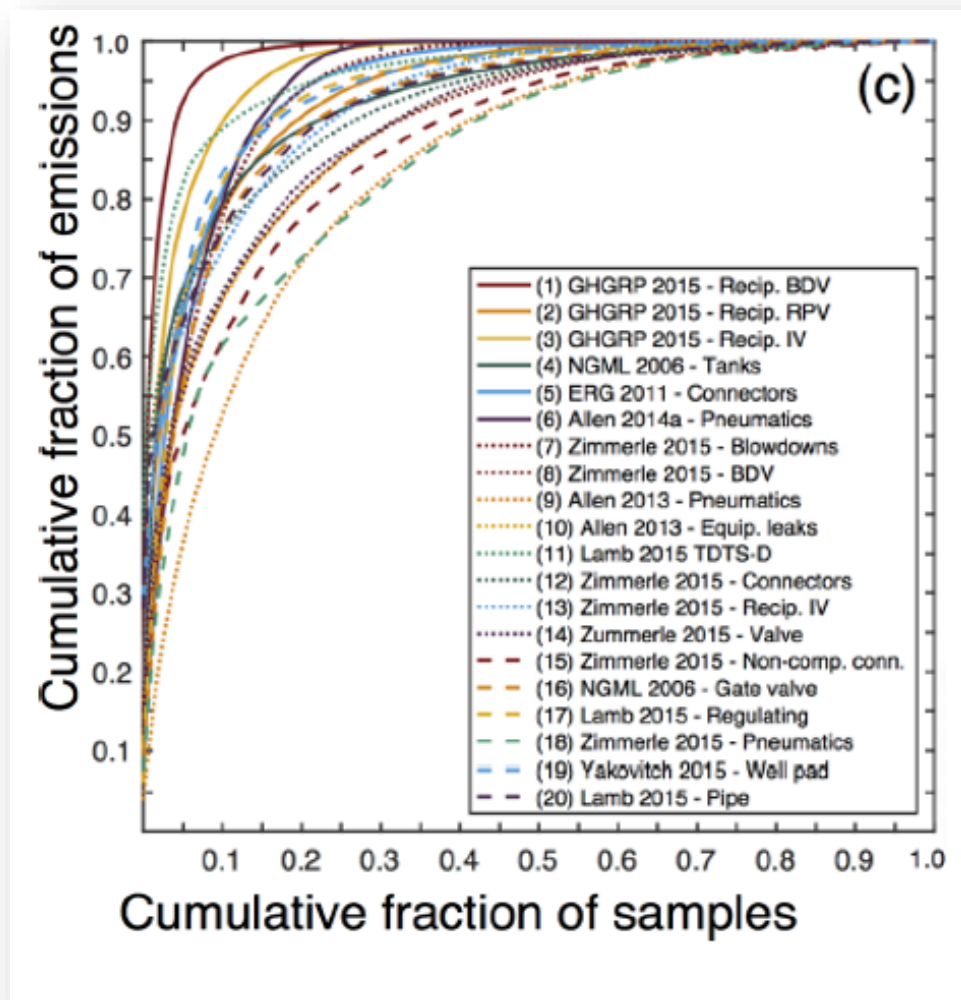 Cumulative fraction of emissions
1.0
0.9
0.8
0.7
0.6
0.5
0.4
0.3
0.2
0.1
(c)
(1) GHGRP 2015 - Recip. BDV
(2) GHGRP 2015 - Recip. RPV
(3) GHGRP 2015 - Recip. IV
(4) NGML 2006 - Tanks
(5) ERG 2011 - Connectors
(6) Allen 2014a - Pneumatics
(7) Zimmerle 2015 - Blowdowns
(8) Zimmerle 2015 - BDV
(9) Allen 2013 - Pneumatics
(10) Allen 2013 - Equip. leaks
(11) Lamb 2015 TDTS-D
(12) Zimmerle 2015 - Connectors
(13) Zimmerle 2015 - Recip. IV
(14) Zummerle 2015 - Valve
(15) Zimmerle 2015 - Non-comp. conn.
(16) NGML 2006 - Gate valve
(17) Lamb 2015 - Regulating
(18) Zimmerle 2015 - Pneumatics
(19) Yakovitch 2015 - Well pad
(20) Lamb 2015 - Pipe
0.1 0.2 0.3 0.4 0.5 0.6 0.7 0.8 0.9 1.0
Cumulative fraction of samples